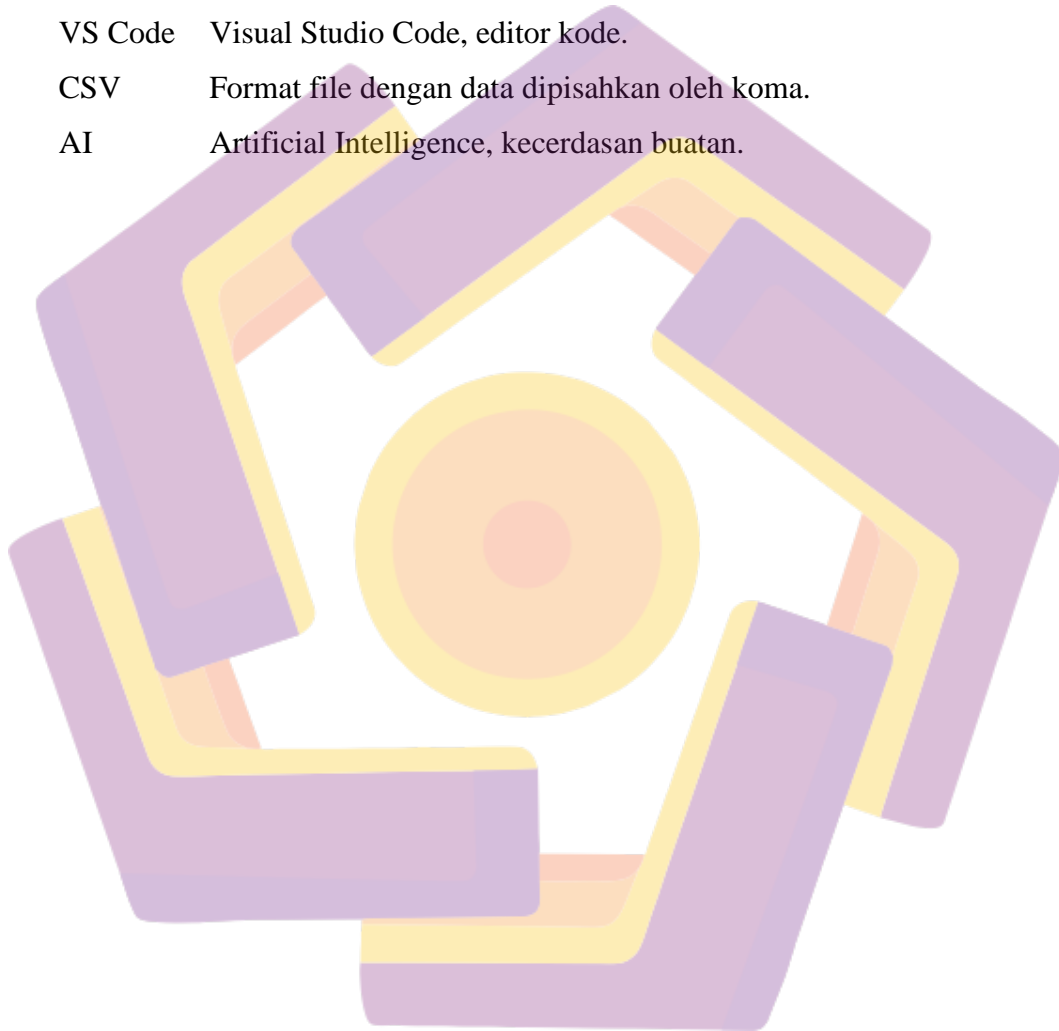 VS Code Visual Studio Code, editor kode.
CSV Format file dengan data dipisahkan oleh koma.
AI Artificial Intelligence, kecerdasan buatan.